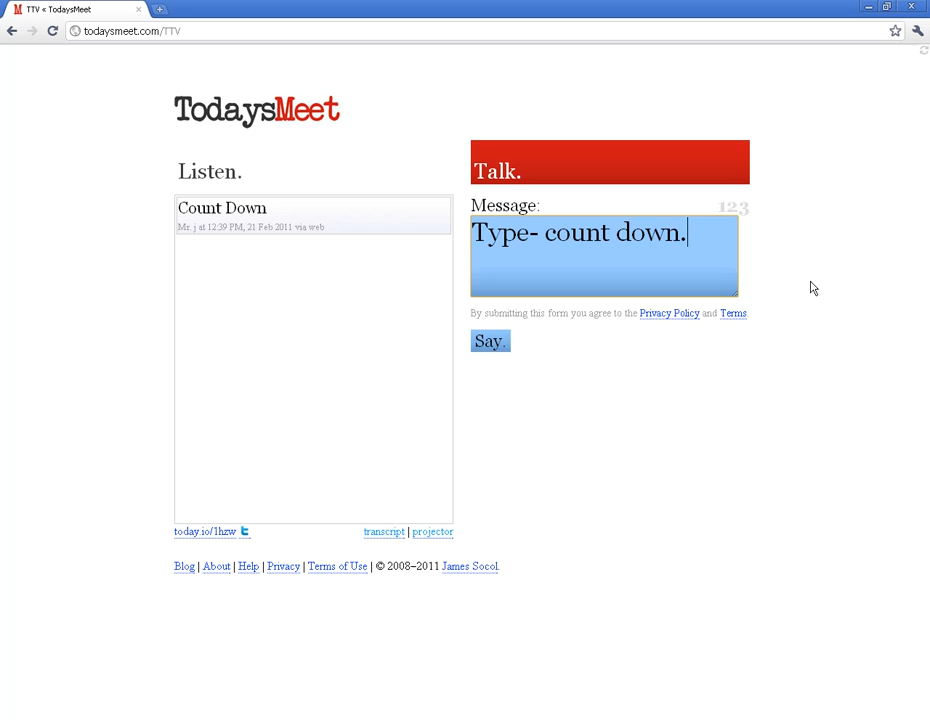 TTV « TodaysMeet
todaysmeet.com/TTV
TodaysMeet
Listen.
Count Down
Mr. j at 12:39 PM, 21 Feb 2011 via web
today.io/1hzw
transcript | projector
Talk.
Message: 123
Type- count down.
By submitting this form you agree to the Privacy Policy and Terms.
Say.
Blog | About | Help | Privacy | Terms of Use | © 2008–2011 James Socol.